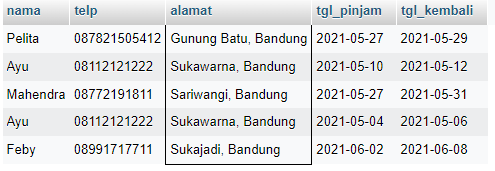 nama telp alamat tgl_pinjam tgl_kembali
Pelita 087821505412 Gunung Batu, Bandung 2021-05-27 2021-05-29
Ayu 08112121222 Sukawarna, Bandung 2021-05-10 2021-05-12
Mahendra 08772191811 Sariwangi, Bandung 2021-05-27 2021-05-31
Ayu 08112121222 Sukawarna, Bandung 2021-05-04 2021-05-06
Feby 08991717711 Sukajadi, Bandung 2021-06-02 2021-06-08